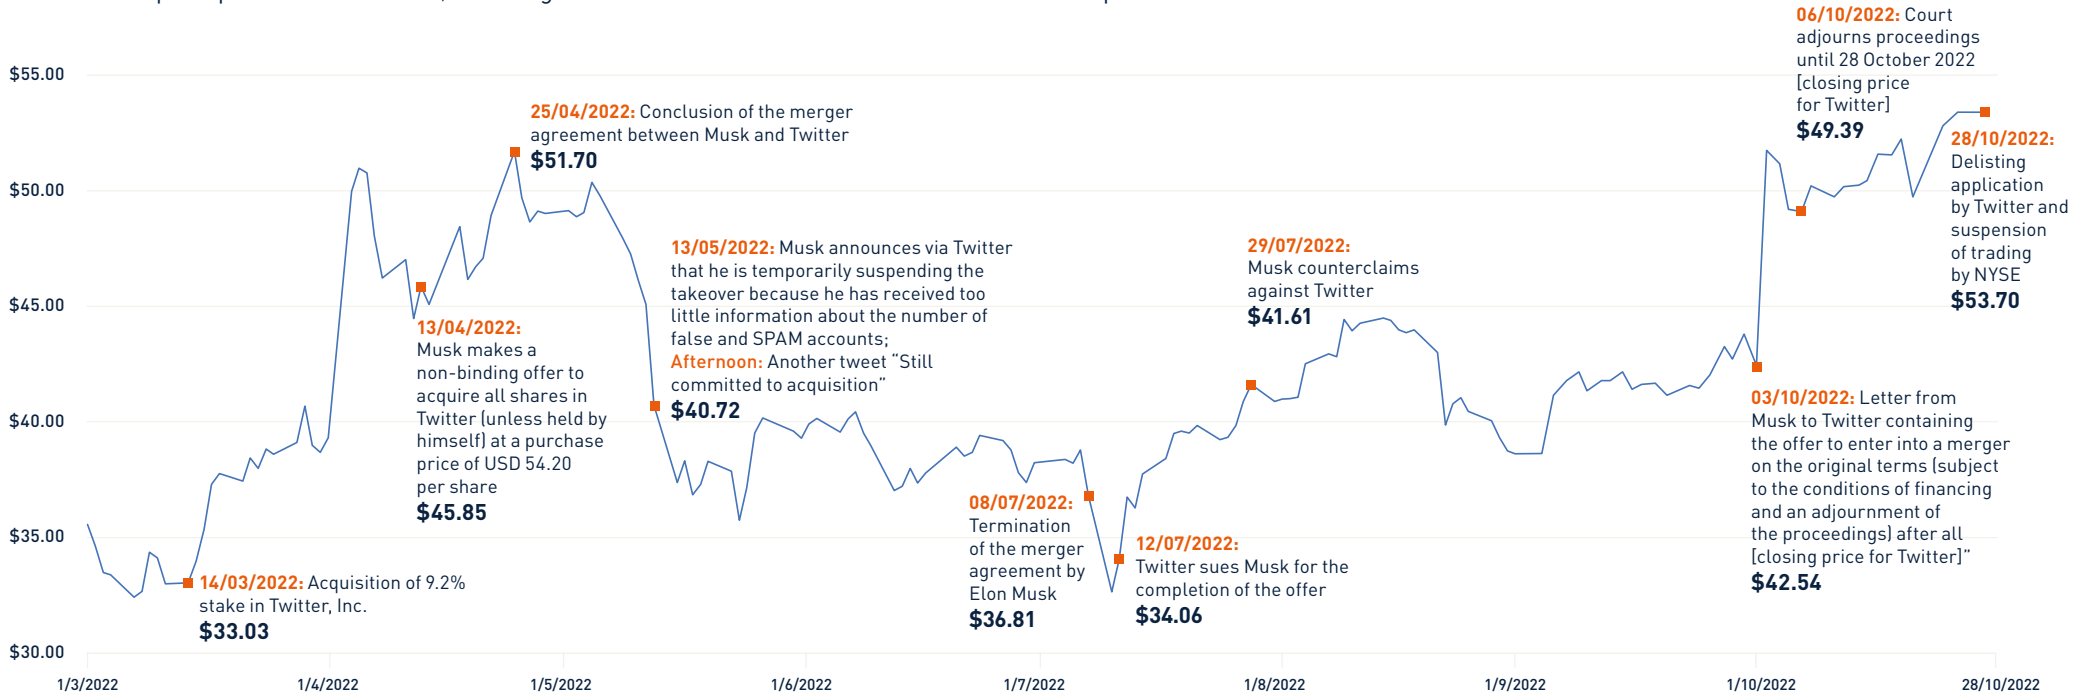 $55.00
$50.00
$45.00
$40.00
$35.00
$30.00
14/03/2022: Acquisition of 9.2%
stake in Twitter, Inc.
$33.03
13/04/2022:
Musk makes a
non-binding offer to
acquire all shares in
Twitter (unless held by
himself) at a purchase
price of USD 54.20
per share
$45.85
25/04/2022: Conclusion of the merger
agreement between Musk and Twitter
$51.70
13/05/2022: Musk announces via Twitter
that he is temporarily suspending the
takeover because he has received too
little information about the number of
false and SPAM accounts;
Afternoon: Another tweet “Still
committed to acquisition”
$40.72
08/07/2022:
Termination
of the merger
agreement by
Elon Musk
$36.81
12/07/2022:
Twitter sues Musk for the
completion of the offer
$34.06
29/07/2022:
Musk counterclaims
against Twitter
$41.61
03/10/2022: Letter from
Musk to Twitter containing
the offer to enter into a merger
on the original terms (subject
to the conditions of financing
and an adjournment of
the proceedings) after all
[closing price for Twitter]”
$42.54
06/10/2022: Court
adjourns proceedings
until 28 October 2022
[closing price
for Twitter]
$49.39
28/10/2022:
Delisting
application
by Twitter and
suspension
of trading
by NYSE
$53.70
1/3/2022
1/4/2022
1/5/2022
1/6/2022
1/7/2022
1/8/2022
1/9/2022
1/10/2022
28/10/2022